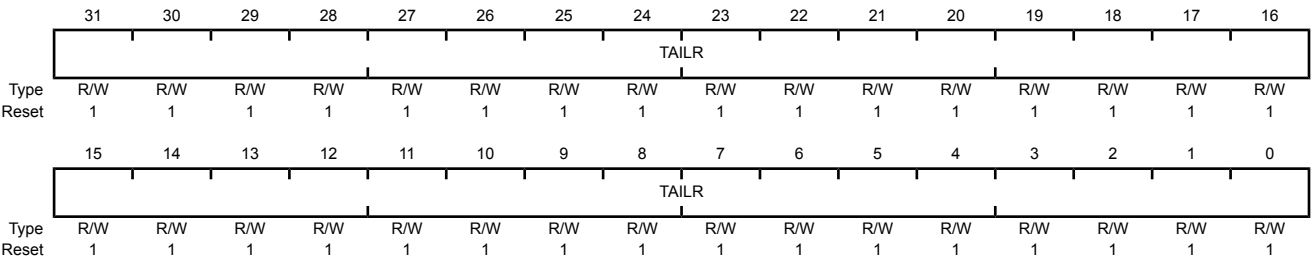 31 30 29 28 27 26 25 24 23 22 21 20 19 18 17 16
TAILR
Type R/W R/W R/W R/W R/W R/W R/W R/W R/W R/W R/W R/W R/W R/W R/W R/W
Reset 1 1 1 1 1 1 1 1 1 1 1 1 1 1 1 1
15 14 13 12 11 10 9 8 7 6 5 4 3 2 1 0
TAILR
Type R/W R/W R/W R/W R/W R/W R/W R/W R/W R/W R/W R/W R/W R/W R/W R/W
Reset 1 1 1 1 1 1 1 1 1 1 1 1 1 1 1 1